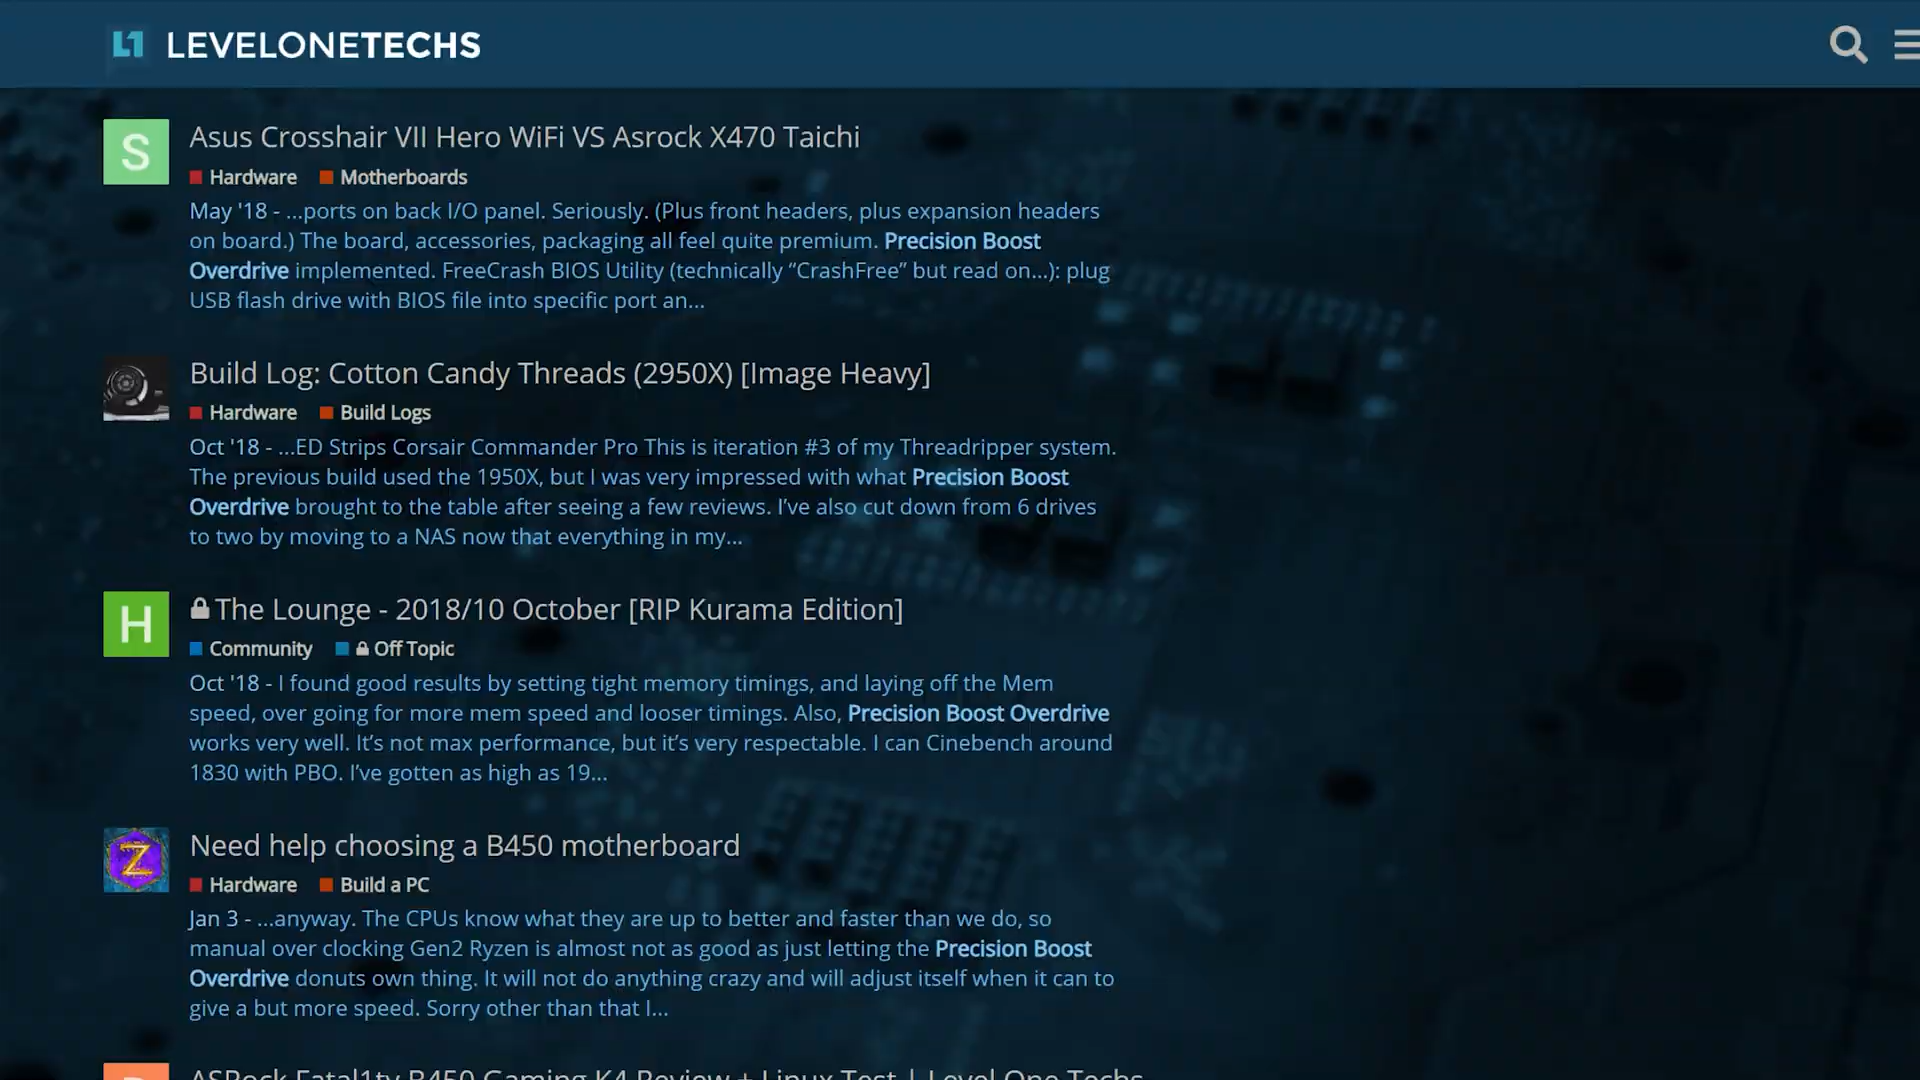 LEVELONETECHS
S
Asus Crosshair VII Hero WiFi VS Asrock X470 Taichi
Hardware Motherboards
May '18 - ...ports on back I/O panel. Seriously. (Plus front headers, plus expansion headers
on board.) The board, accessories, packaging all feel quite premium. Precision Boost
Overdrive implemented. FreeCrash BIOS Utility (technically “CrashFree” but read on...): plug
USB flash drive with BIOS file into specific port an...
Build Log: Cotton Candy Threads (2950X) [Image Heavy]
Hardware Build Logs
Oct '18 - ...ED Strips Corsair Commander Pro This is iteration #3 of my Threadripper system.
The previous build used the 1950X, but I was very impressed with what Precision Boost
Overdrive brought to the table after seeing a few reviews. I’ve also cut down from 6 drives
to two by moving to a NAS now that everything in my...
H
The Lounge - 2018/10 October [RIP Kurama Edition]
Community Off Topic
Oct '18 - I found good results by setting tight memory timings, and laying off the Mem
speed, over going for more mem speed and looser timings. Also, Precision Boost Overdrive
works very well. It’s not max performance, but it’s very respectable. I can Cinebench around
1830 with PBO. I’ve gotten as high as 19...
Z
Need help choosing a B450 motherboard
Hardware Build a PC
Jan 3 - ...anyway. The CPUs know what they are up to better and faster than we do, so
manual over clocking Gen2 Ryzen is almost not as good as just letting the Precision Boost
Overdrive donuts own thing. It will not do anything crazy and will adjust itself when it can to
give a but more speed. Sorry other than that I...
ASRock Fatal1ty B450 Gaming K4 Review + Linux Test | Level One Techs